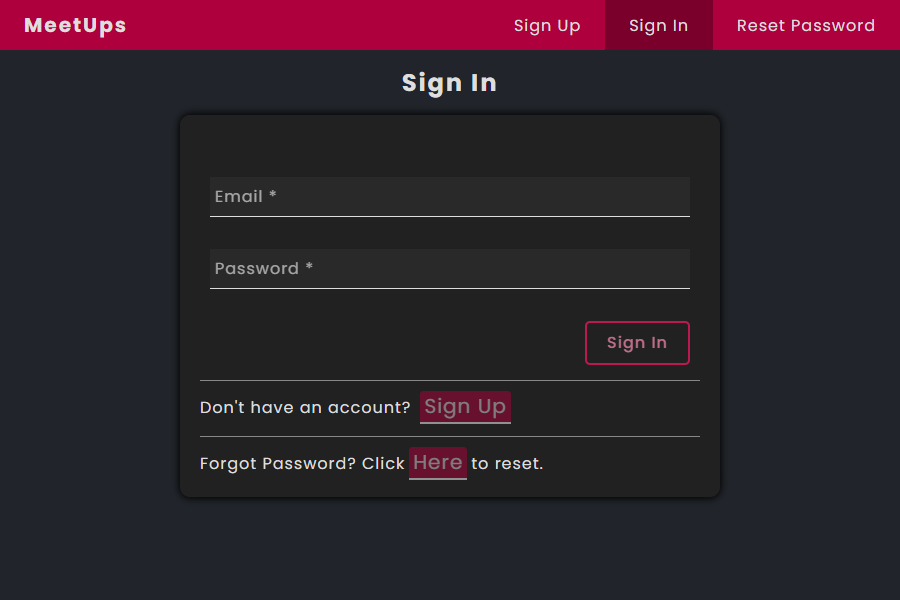 MeetUps Sign Up Sign In Reset Password
Sign In
Email *
Password *
Sign In
Don't have an account? Sign Up
Forgot Password? Click Here to reset.